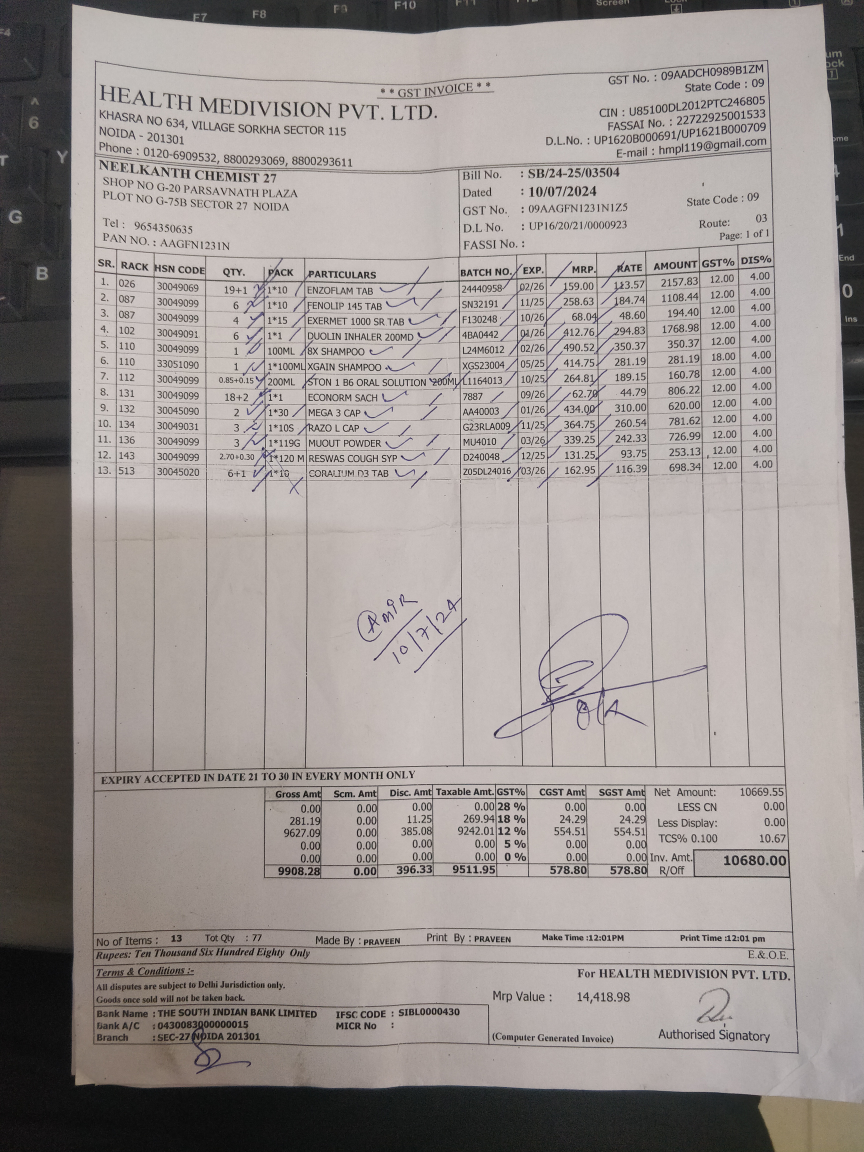 * * GST INVOICE * *
HEALTH MEDIVISION PVT. LTD.
KHASRA NO 634, VILLAGE SORKHA SECTOR 115
NOIDA - 201301
Phone : 0120-6909532, 8800293069, 8800293611
GST No. : 09AADCH0989B1ZM
State Code : 09
CIN : U85100DL2012PTC246805
FASSAI No. : 22722925001533
D.L.No. : UP1620B000691/UP1621B000709
E-mail : hmpl119@gmail.com
NEELKANTH CHEMIST 27
SHOP NO G-20 PARSAVNATH PLAZA
PLOT NO G-75B SECTOR 27 NOIDA
Tel : 9654350635
PAN NO. : AAGFN1231N
Bill No. : SB/24-25/03504
Dated : 10/07/2024
GST No. : 09AAGFN1231N1Z5 State Code : 09
D.L No. : UP16/20/21/0000923 Route: 03
FASSI No. : Page: 1 of 1
SR. RACK HSN CODE QTY. PACK PARTICULARS BATCH NO. EXP. MRP. RATE AMOUNT GST% DIS%
1. 026 30049069 19+1 1*10 ENZOFLAM TAB 24440958 02/26 159.00 113.57 2157.83 12.00 4.00
2. 087 30049099 6 1*10 FENOLIP 145 TAB SN32191 11/25 258.63 184.74 1108.44 12.00 4.00
3. 087 30049099 4 1*15 EXERMET 1000 SR TAB F130248 10/26 68.04 48.60 194.40 12.00 4.00
4. 102 30049091 6 1*1 DUOLIN INHALER 200MD 4BA0442 01/26 412.76 294.83 1768.98 12.00 4.00
5. 110 30049099 1 100ML 8X SHAMPOO L24M6012 02/26 490.52 350.37 350.37 12.00 4.00
6. 110 33051090 1 1*100ML XGAIN SHAMPOO XGS23004 05/25 414.75 281.19 281.19 18.00 4.00
7. 112 30049099 0.85+0.15 200ML STON 1 B6 ORAL SOLUTION *200ML L1164013 10/25 264.81 189.15 160.78 12.00 4.00
8. 131 30049099 18+2 1*1 ECONORM SACH 7887 09/26 62.70 44.79 806.22 12.00 4.00
9. 132 30045090 2 1*30 MEGA 3 CAP AA40003 01/26 434.00 310.00 620.00 12.00 4.00
10. 134 30049031 3 1*10S RAZO L CAP G23RLA009 11/25 364.75 260.54 781.62 12.00 4.00
11. 136 30049099 3 1*119G MUOUT POWDER MU4010 03/26 339.25 242.33 726.99 12.00 4.00
12. 143 30049099 2.70+0.30 1*120 M RESWAS COUGH SYP D240048 12/25 131.25 93.75 253.13 12.00 4.00
13. 513 30045020 6+1 1*10 CORALIUM D3 TAB Z05DL24016 03/26 162.95 116.39 698.34 12.00 4.00
Amir
10/7/24
EXPIRY ACCEPTED IN DATE 21 TO 30 IN EVERY MONTH ONLY
Gross Amt Scm. Amt Disc. Amt Taxable Amt. GST% CGST Amt SGST Amt
0.00 0.00 0.00 0.00 28 % 0.00 0.00
281.19 0.00 11.25 269.94 18 % 24.29 24.29
9627.09 0.00 385.08 9242.01 12 % 554.51 554.51
0.00 0.00 0.00 0.00 5 % 0.00 0.00
0.00 0.00 0.00 0.00 0 % 0.00 0.00
9908.28 0.00 396.33 9511.95 578.80 578.80
Net Amount: 10669.55
LESS CN 0.00
Less Display: 0.00
TCS% 0.100 10.67
Inv. Amt. 10680.00
R/Off
No of Items : 13 Tot Qty : 77 Made By : PRAVEEN Print By : PRAVEEN Make Time :12:01PM Print Time :12:01 pm
Rupees: Ten Thousand Six Hundred Eighty Only E.&O.E.
Terms & Conditions :-
All disputes are subject to Delhi Jurisdiction only.
Goods once sold will not be taken back.
Bank Name : THE SOUTH INDIAN BANK LIMITED IFSC CODE : SIBL0000430
Bank A/C : 0430083000000015 MICR No :
Branch : SEC-27 NOIDA 201301
For HEALTH MEDIVISION PVT. LTD.
Mrp Value : 14,418.98
(Computer Generated Invoice) Authorised Signatory